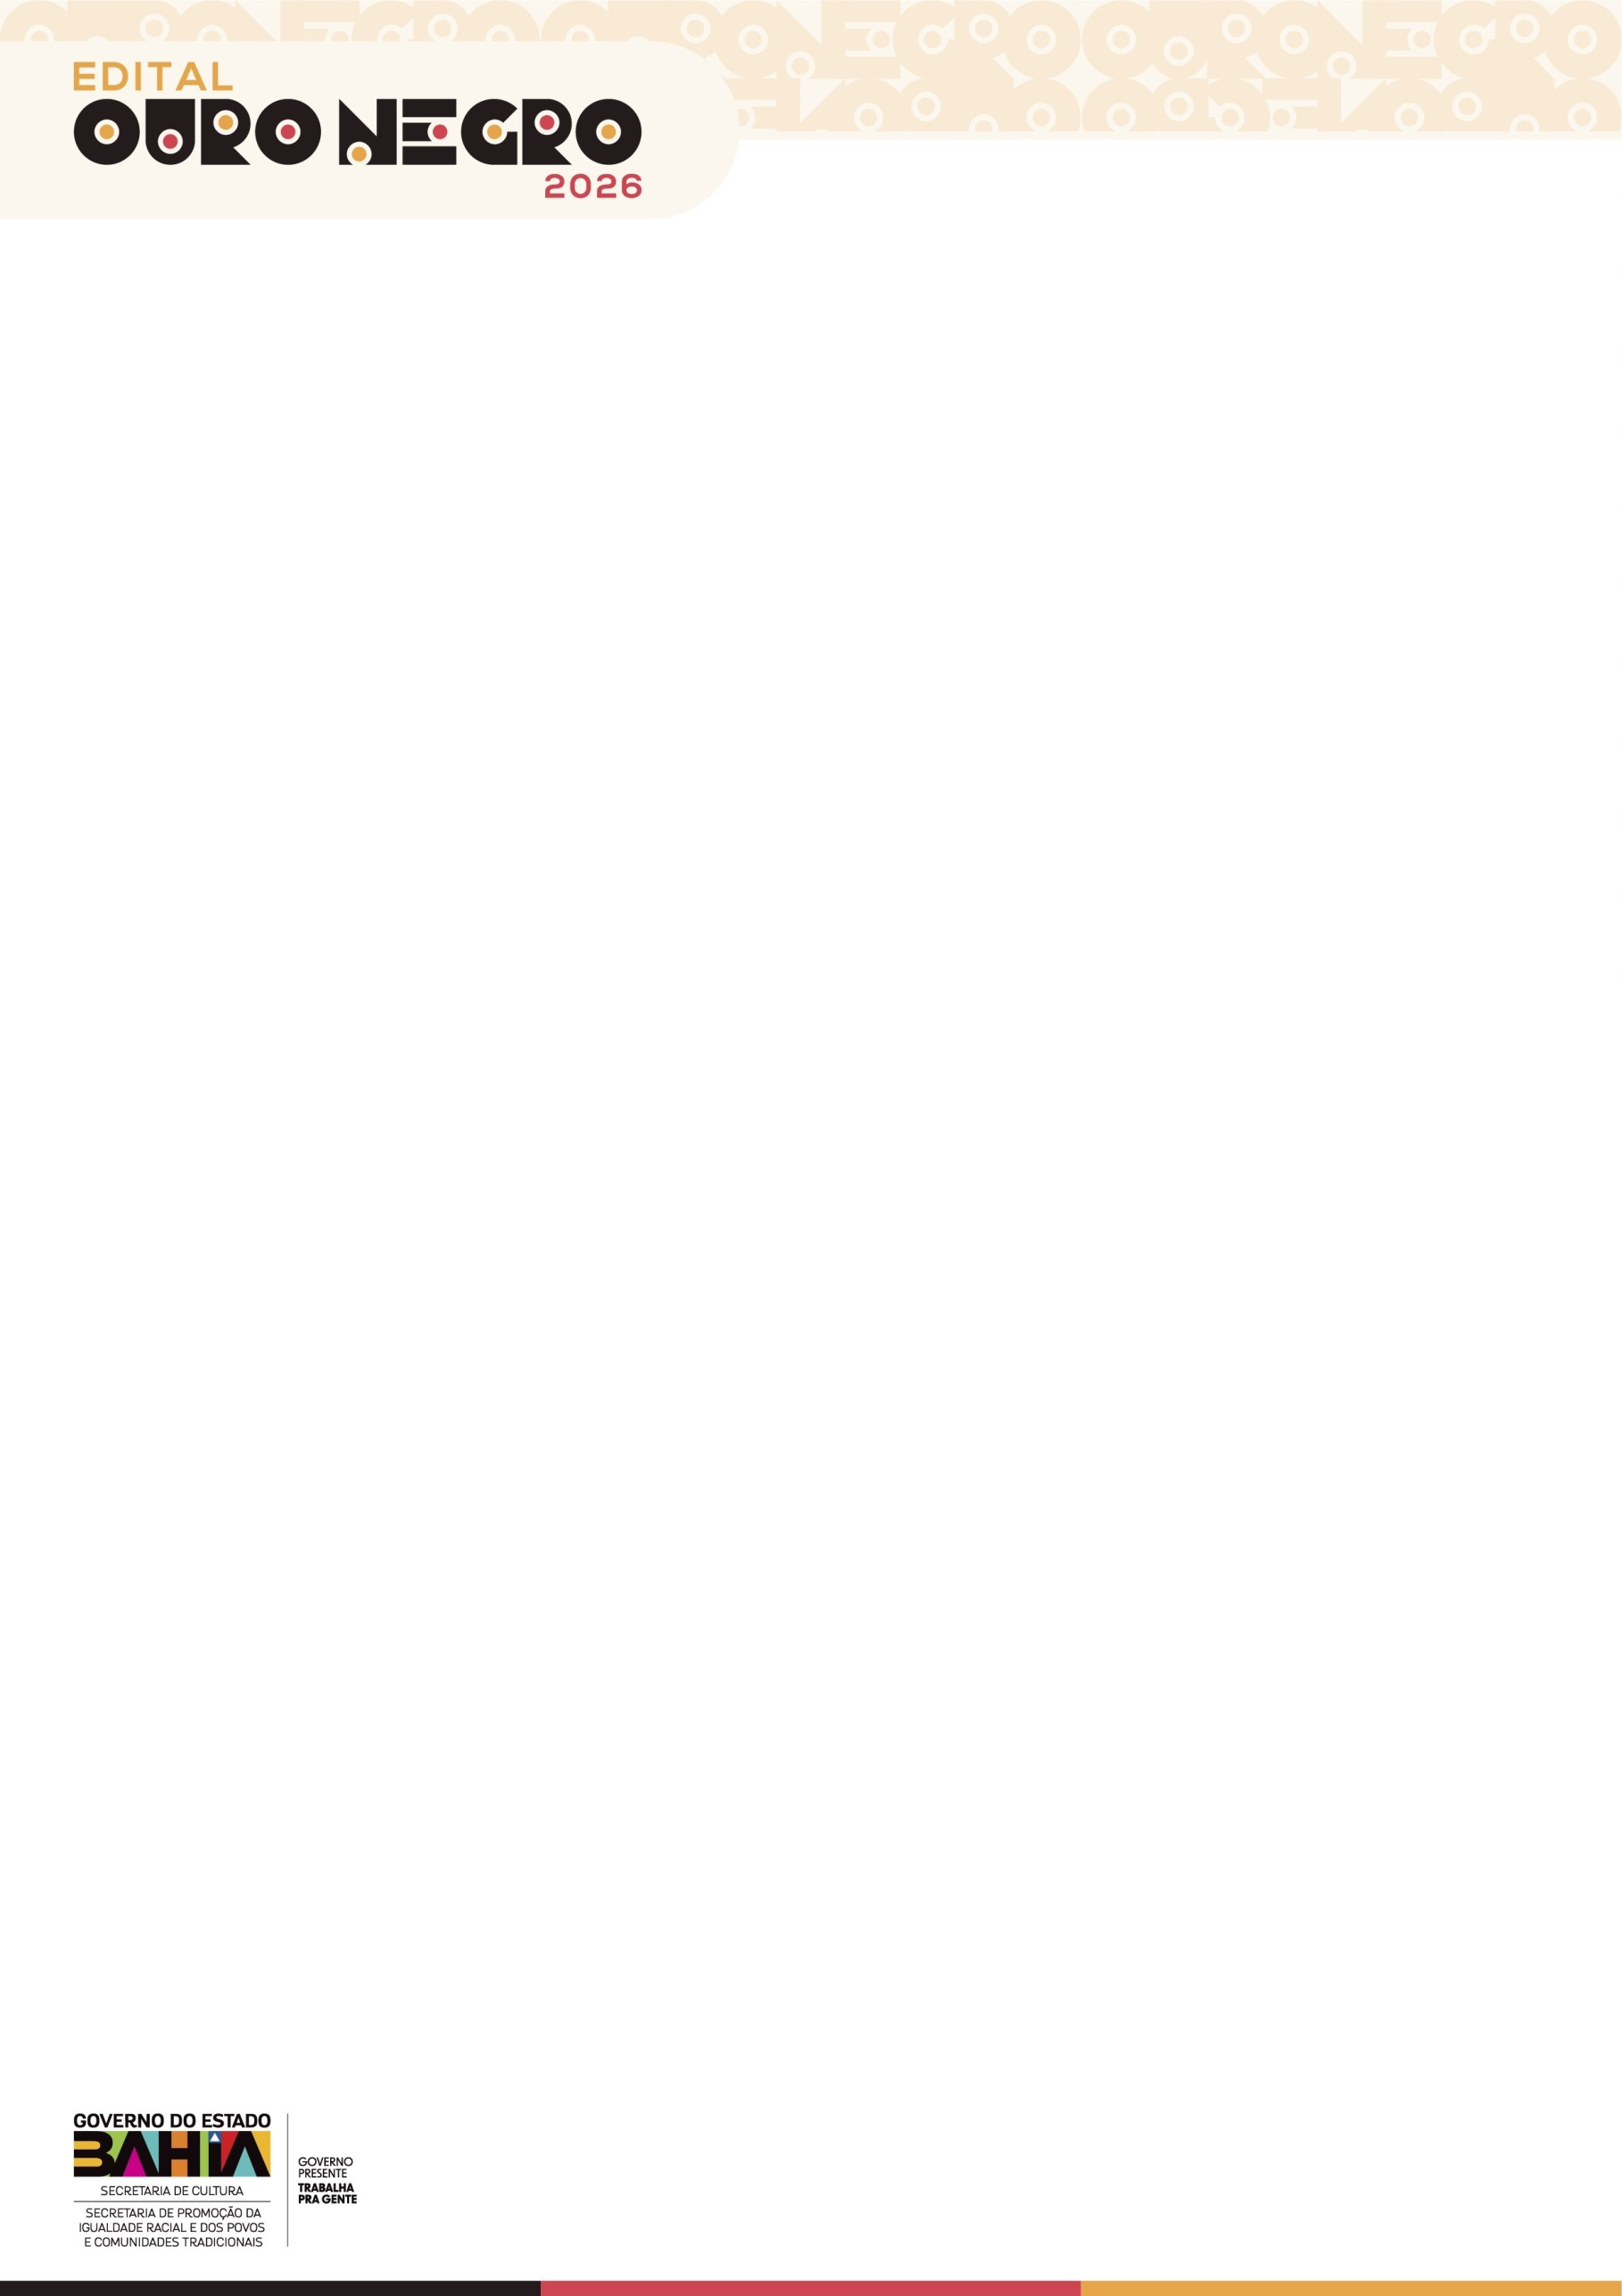 EDITAL
OURO NEGRO
2026
GOVERNO DO ESTADO
BAHIA
SECRETARIA DE CULTURA
SECRETARIA DE PROMOÇÃO DA
IGUALDADE RACIAL E DOS POVOS
E COMUNIDADES TRADICIONAIS
GOVERNO
PRESENTE
TRABALHA
PRA GENTE